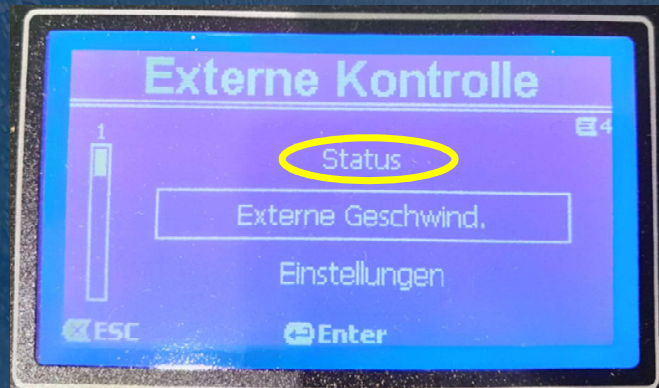 Externe Kontrolle
1
4
Status
Externe Geschwind.
Einstellungen
ESC Enter